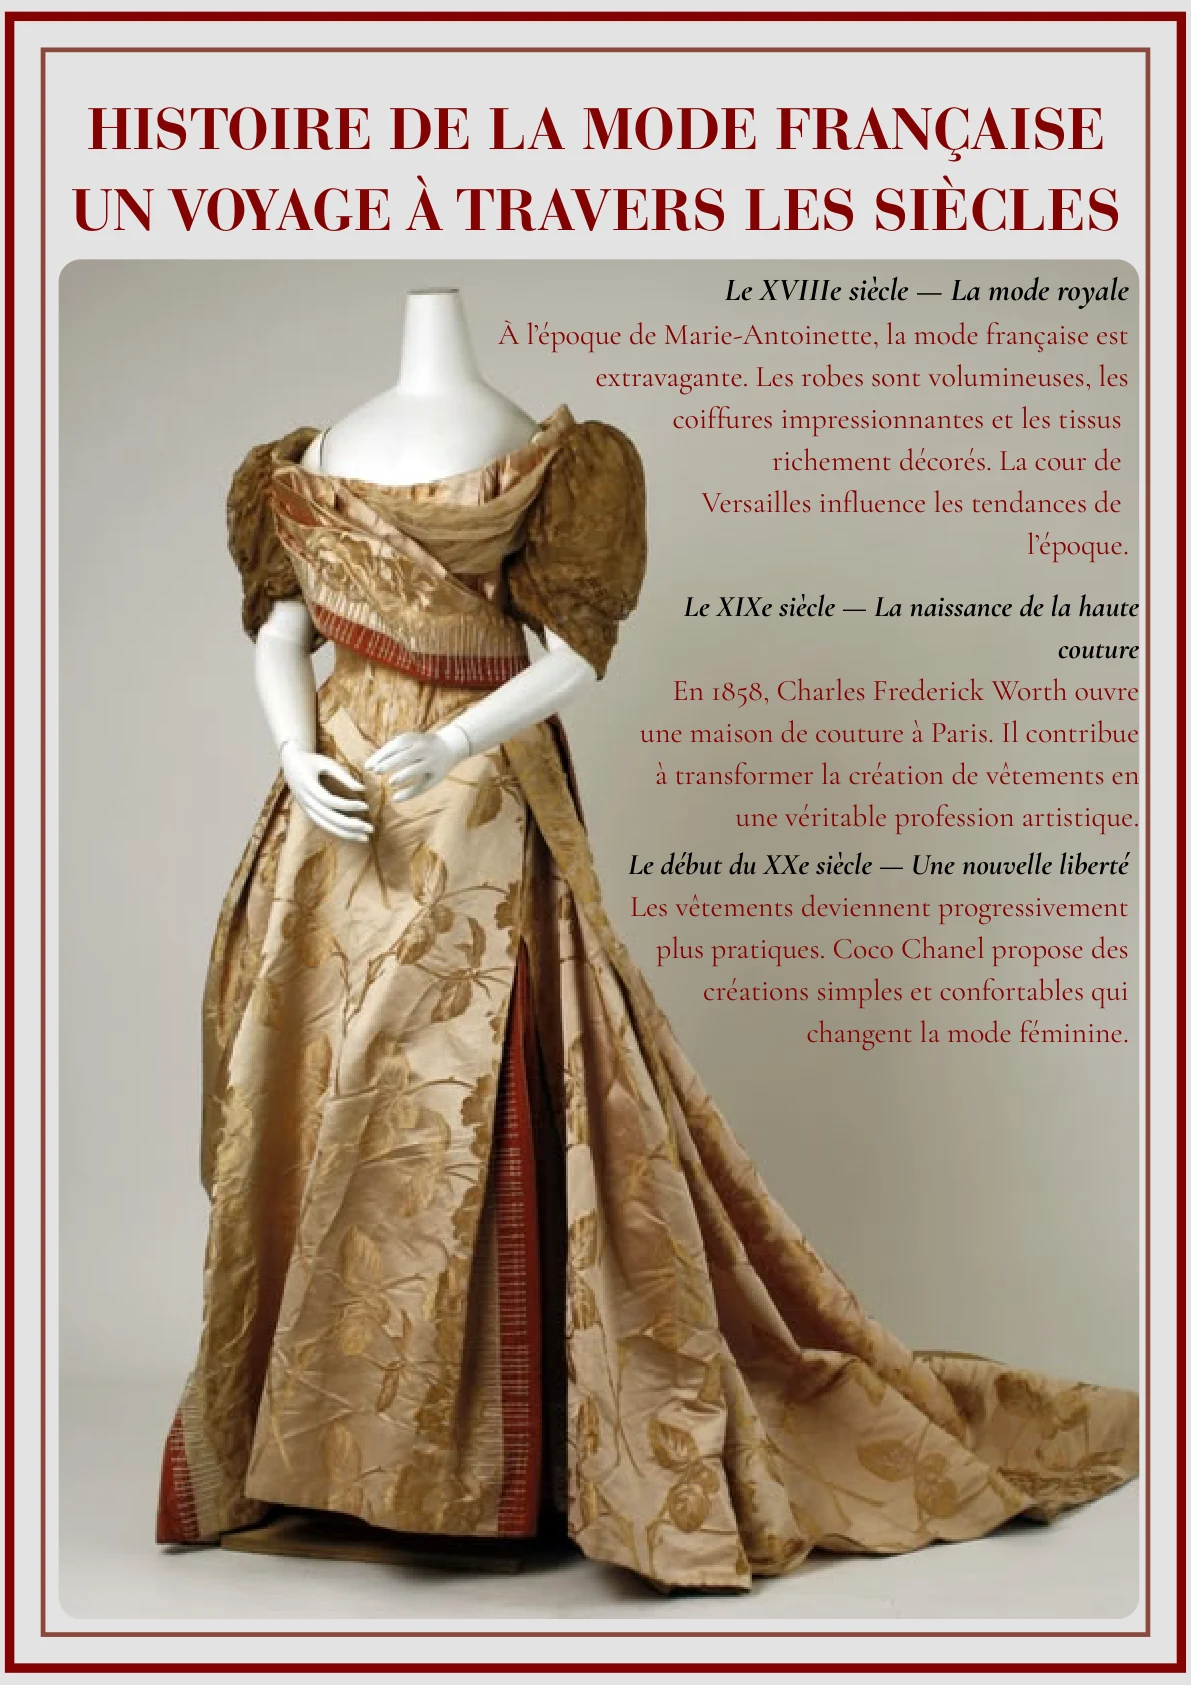 HISTOIRE DE LA MODE FRANÇAISE
UN VOYAGE À TRAVERS LES SIÈCLES
Le XVIIIe siècle — La mode royale
À l'époque de Marie-Antoinette, la mode française est
extravagante. Les robes sont volumineuses, les
coiffures impressionnantes et les tissus
richement décorés. La cour de
Versailles influence les tendances de
l'époque.
Le XIXe siècle — La naissance de la haute
couture
En 1858, Charles Frederick Worth ouvre
une maison de couture à Paris. Il contribue
à transformer la création de vêtements en
une véritable profession artistique.
Le début du XXe siècle — Une nouvelle liberté
Les vêtements deviennent progressivement
plus pratiques. Coco Chanel propose des
créations simples et confortables qui
changent la mode féminine.